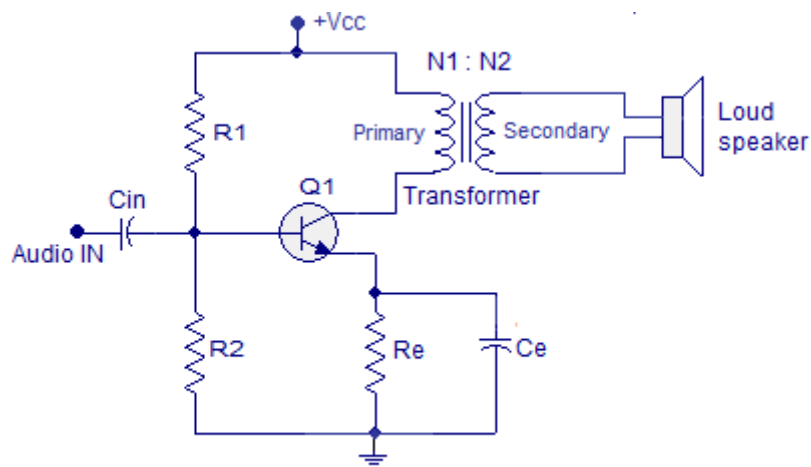 +Vcc
N1 : N2
R1
Primary
Secondary
Loud
speaker
Cin
Q1
Transformer
Audio IN
R2
Re
Ce